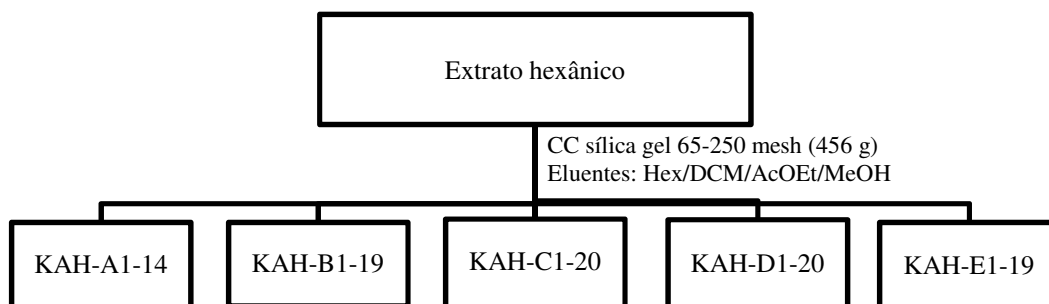 Extrato hexânico
CC sílica gel 65-250 mesh (456 g)
Eluentes: Hex/DCM/AcOEt/MeOH
KAH-A1-14
KAH-B1-19
KAH-C1-20
KAH-D1-20
KAH-E1-19